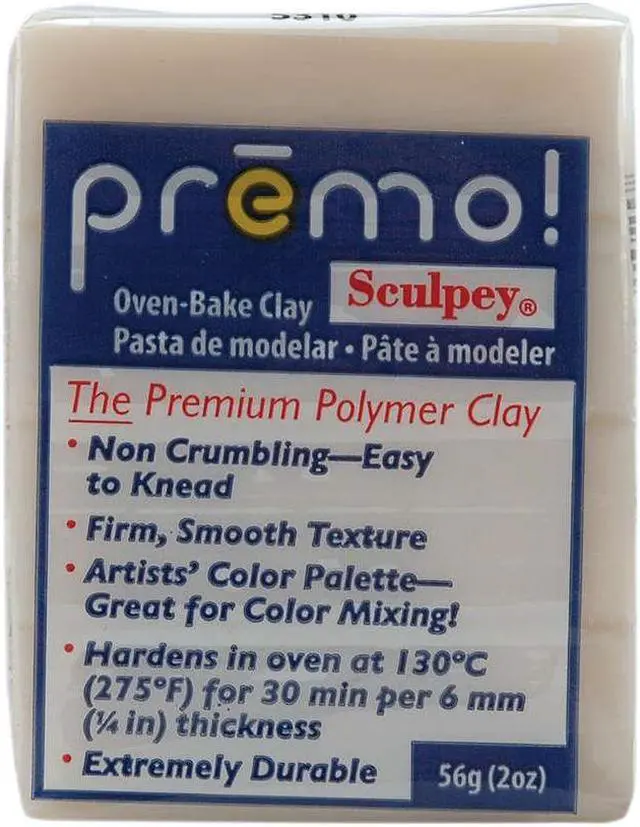 prēmo!
Sculpey®
Oven-Bake Clay
Pasta de modelar • Pâte à modeler
The Premium Polymer Clay
• Non Crumbling—Easy
to Knead
• Firm, Smooth Texture
• Artists' Color Palette—
Great for Color Mixing!
• Hardens in oven at 130°C
(275°F) for 30 min per 6 mm
(¼ in) thickness
• Extremely Durable
56g (2oz)